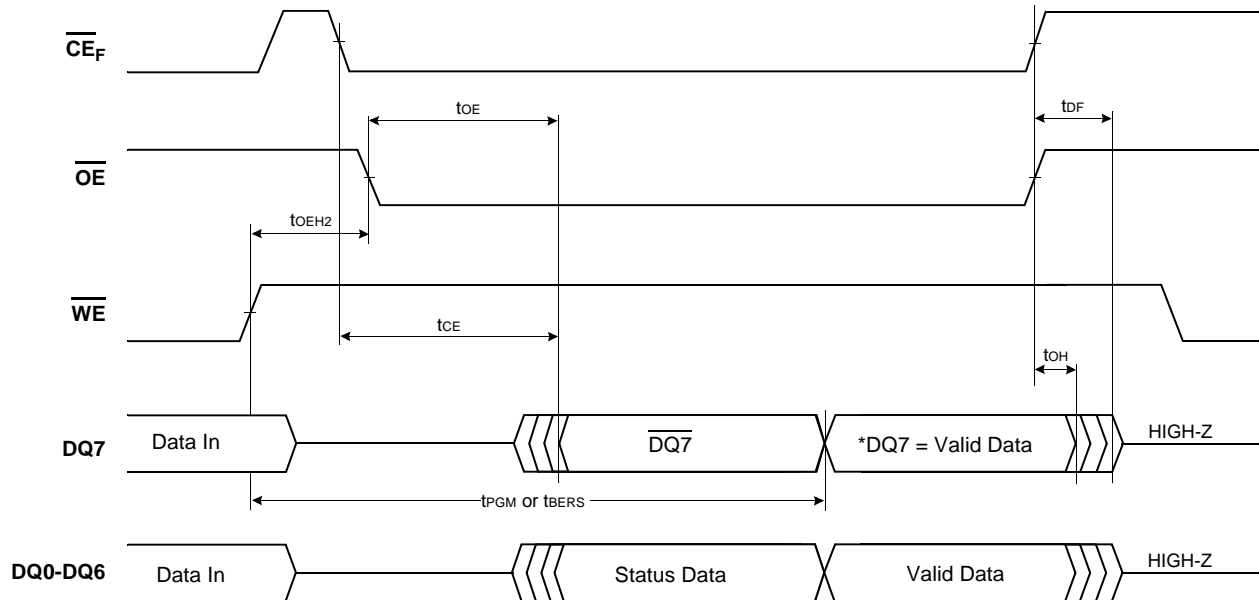 CEF
tOE
tDF
OE
tOEH2
WE
tCE
tOH
DQ7
Data In
DQ7
*DQ7 = Valid Data
HIGH-Z
tPGM or tBERS
DQ0-DQ6
Data In
Status Data
Valid Data
HIGH-Z